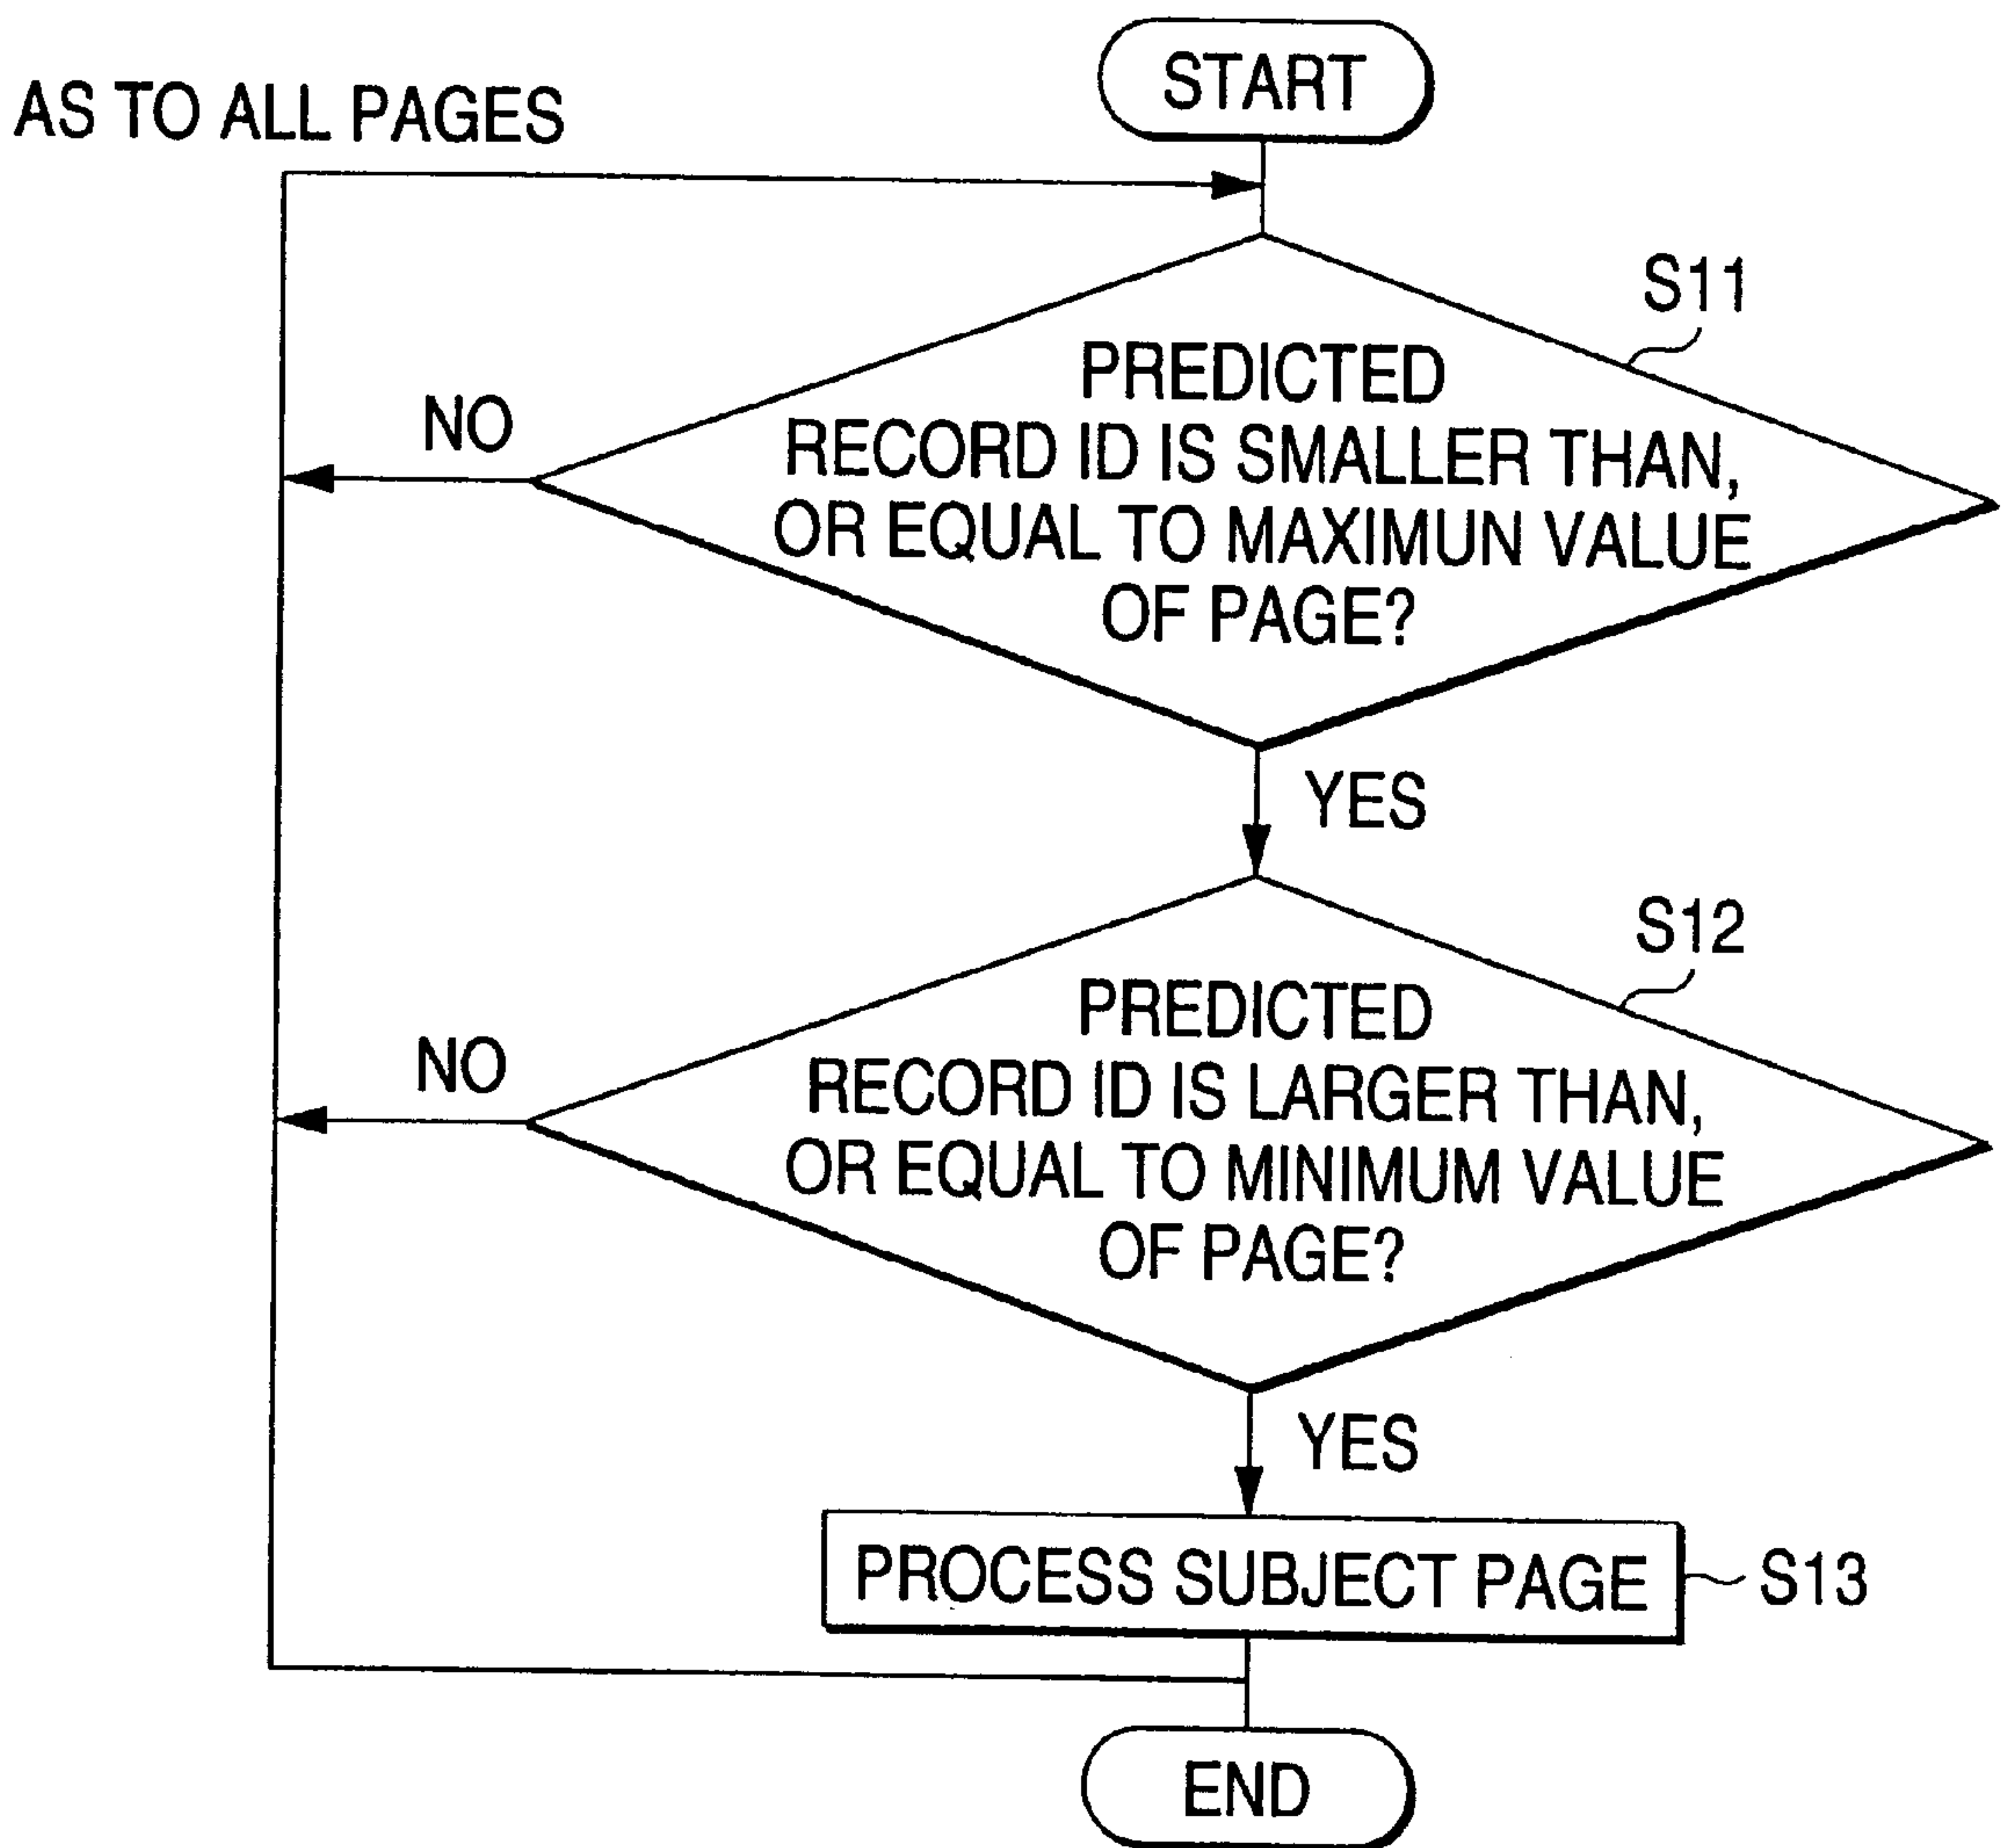 START
AS TO ALL PAGES
S11
PREDICTED
RECORD ID IS SMALLER THAN,
OR EQUAL TO MAXIMUN VALUE
OF PAGE?
NO
YES
S12
PREDICTED
RECORD ID IS LARGER THAN,
OR EQUAL TO MINIMUM VALUE
OF PAGE?
NO
YES
PROCESS SUBJECT PAGE
S13
END